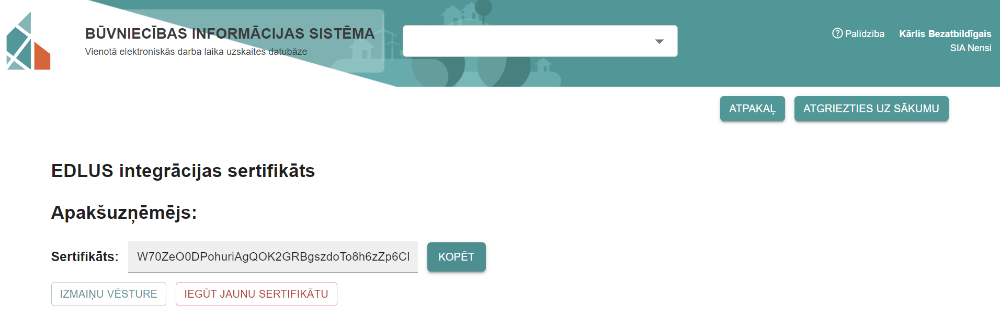 BŪVNIECĪBAS INFORMĀCIJAS SISTĒMA
Vienotā elektroniskās darba laika uzskaites datubāze
Palīdzība Kārlis Bezatbildīgais
SIA Nensi
ATPAKAĻ ATGRIEZTIES UZ SĀKUMU
EDLUS integrācijas sertifikāts
Apakšuzņēmējs:
Sertifikāts: W70ZeO0DPohuriAgQOK2GRBgszdoTo8h6zZp6Cl KOPĒT
IZMAIŅU VĒSTURE IEGŪT JAUNU SERTIFIKĀTU